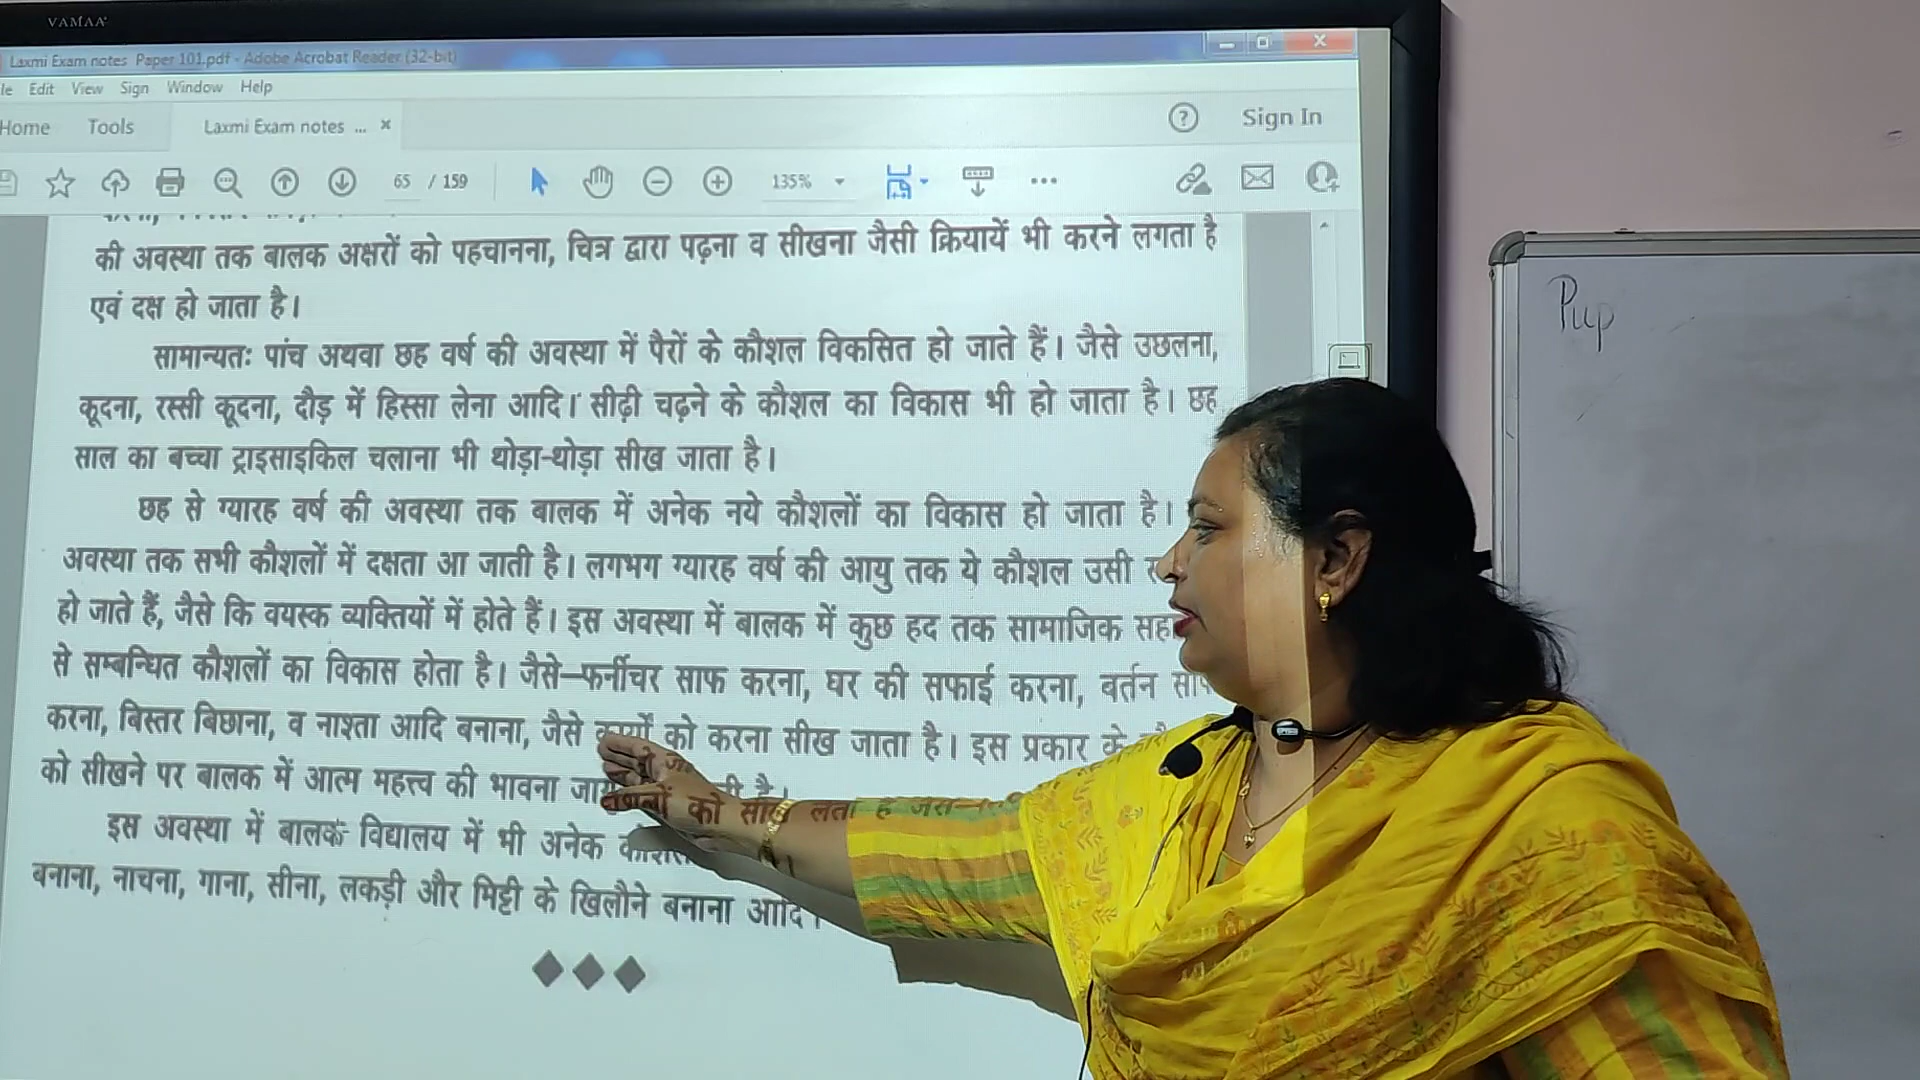 VAMAA
Laxmi Exam notes Paper 101.pdf - Adobe Acrobat Reader (32-bit)
le Edit View Sign Window Help
Home Tools Laxmi Exam notes ... × ? Sign In
65 / 159 135%
की अवस्था तक बालक अक्षरों को पहचानना, चित्र द्वारा पढ़ना व सीखना जैसी क्रियायें भी करने लगता है
एवं दक्ष हो जाता है।
सामान्यतः पांच अथवा छह वर्ष की अवस्था में पैरों के कौशल विकसित हो जाते हैं। जैसे उछलना,
कूदना, रस्सी कूदना, दौड़ में हिस्सा लेना आदि। सीढ़ी चढ़ने के कौशल का विकास भी हो जाता है। छह
साल का बच्चा ट्राइसाइकिल चलाना भी थोड़ा-थोड़ा सीख जाता है।
छह से ग्यारह वर्ष की अवस्था तक बालक में अनेक नये कौशलों का विकास हो जाता है।
अवस्था तक सभी कौशलों में दक्षता आ जाती है। लगभग ग्यारह वर्ष की आयु तक ये कौशल उसी
हो जाते हैं, जैसे कि वयस्क व्यक्तियों में होते हैं। इस अवस्था में बालक में कुछ हद तक सामाजिक
से सम्बन्धित कौशलों का विकास होता है। जैसे–फर्नीचर साफ करना, घर की सफाई करना, बर्तन
करना, बिस्तर बिछाना, व नाश्ता आदि बनाना, जैसे कार्यों को करना सीख जाता है। इस प्रकार के
को सीखने पर बालक में आत्म महत्त्व की भावना है।
इस अवस्था में बालक विद्यालय में भी अनेक को सीख लेता है
बनाना, नाचना, गाना, सीना, लकड़ी और मिट्टी के खिलौने बनाना आदि।
Pup